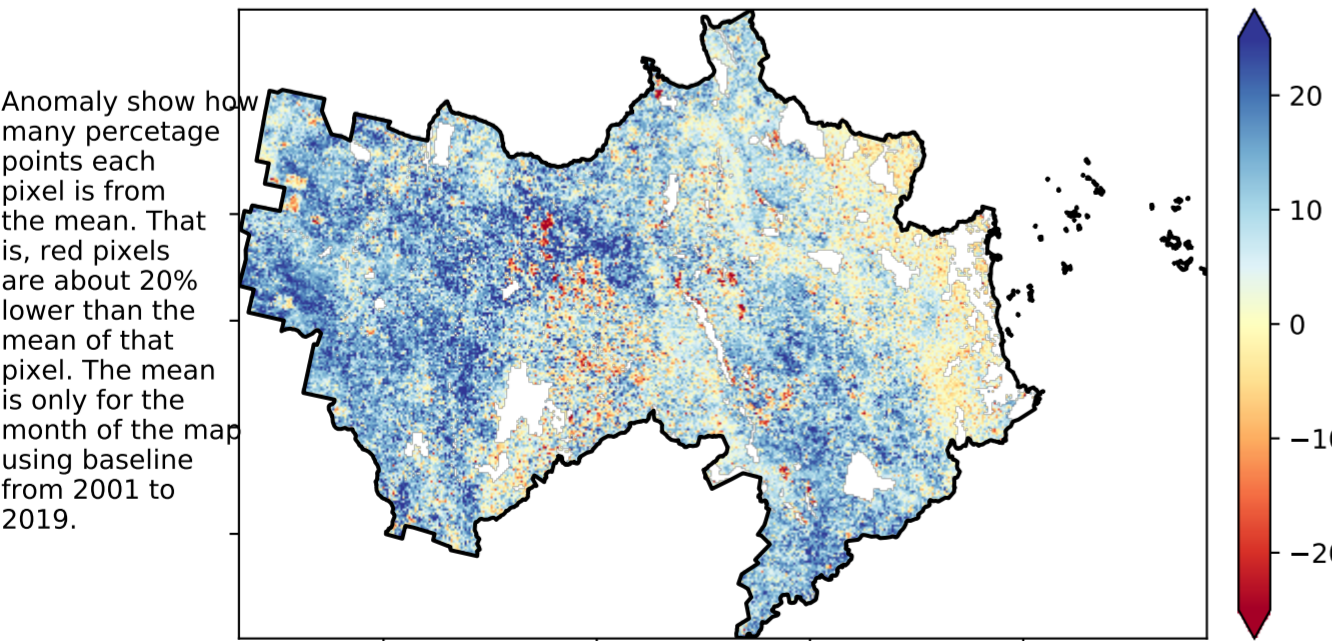 Anomaly show how
many percetage
points each
pixel is from
the mean. That
is, red pixels
are about 20%
lower than the
mean of that
pixel. The mean
is only for the
month of the map
using baseline
from 2001 to
2019.
20
10
0
−10
−20